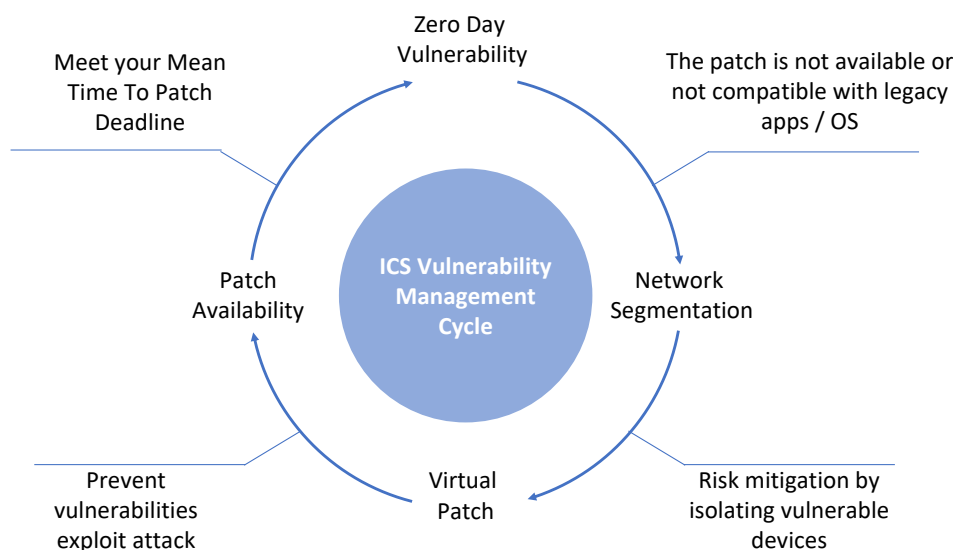 Zero Day
Vulnerability
Meet your Mean
Time To Patch
Deadline
The patch is not available or
not compatible with legacy
apps / OS
ICS Vulnerability
Management
Cycle
Patch
Availability
Network
Segmentation
Virtual
Patch
Prevent
vulnerabilities
exploit attack
Risk mitigation by
isolating vulnerable
devices